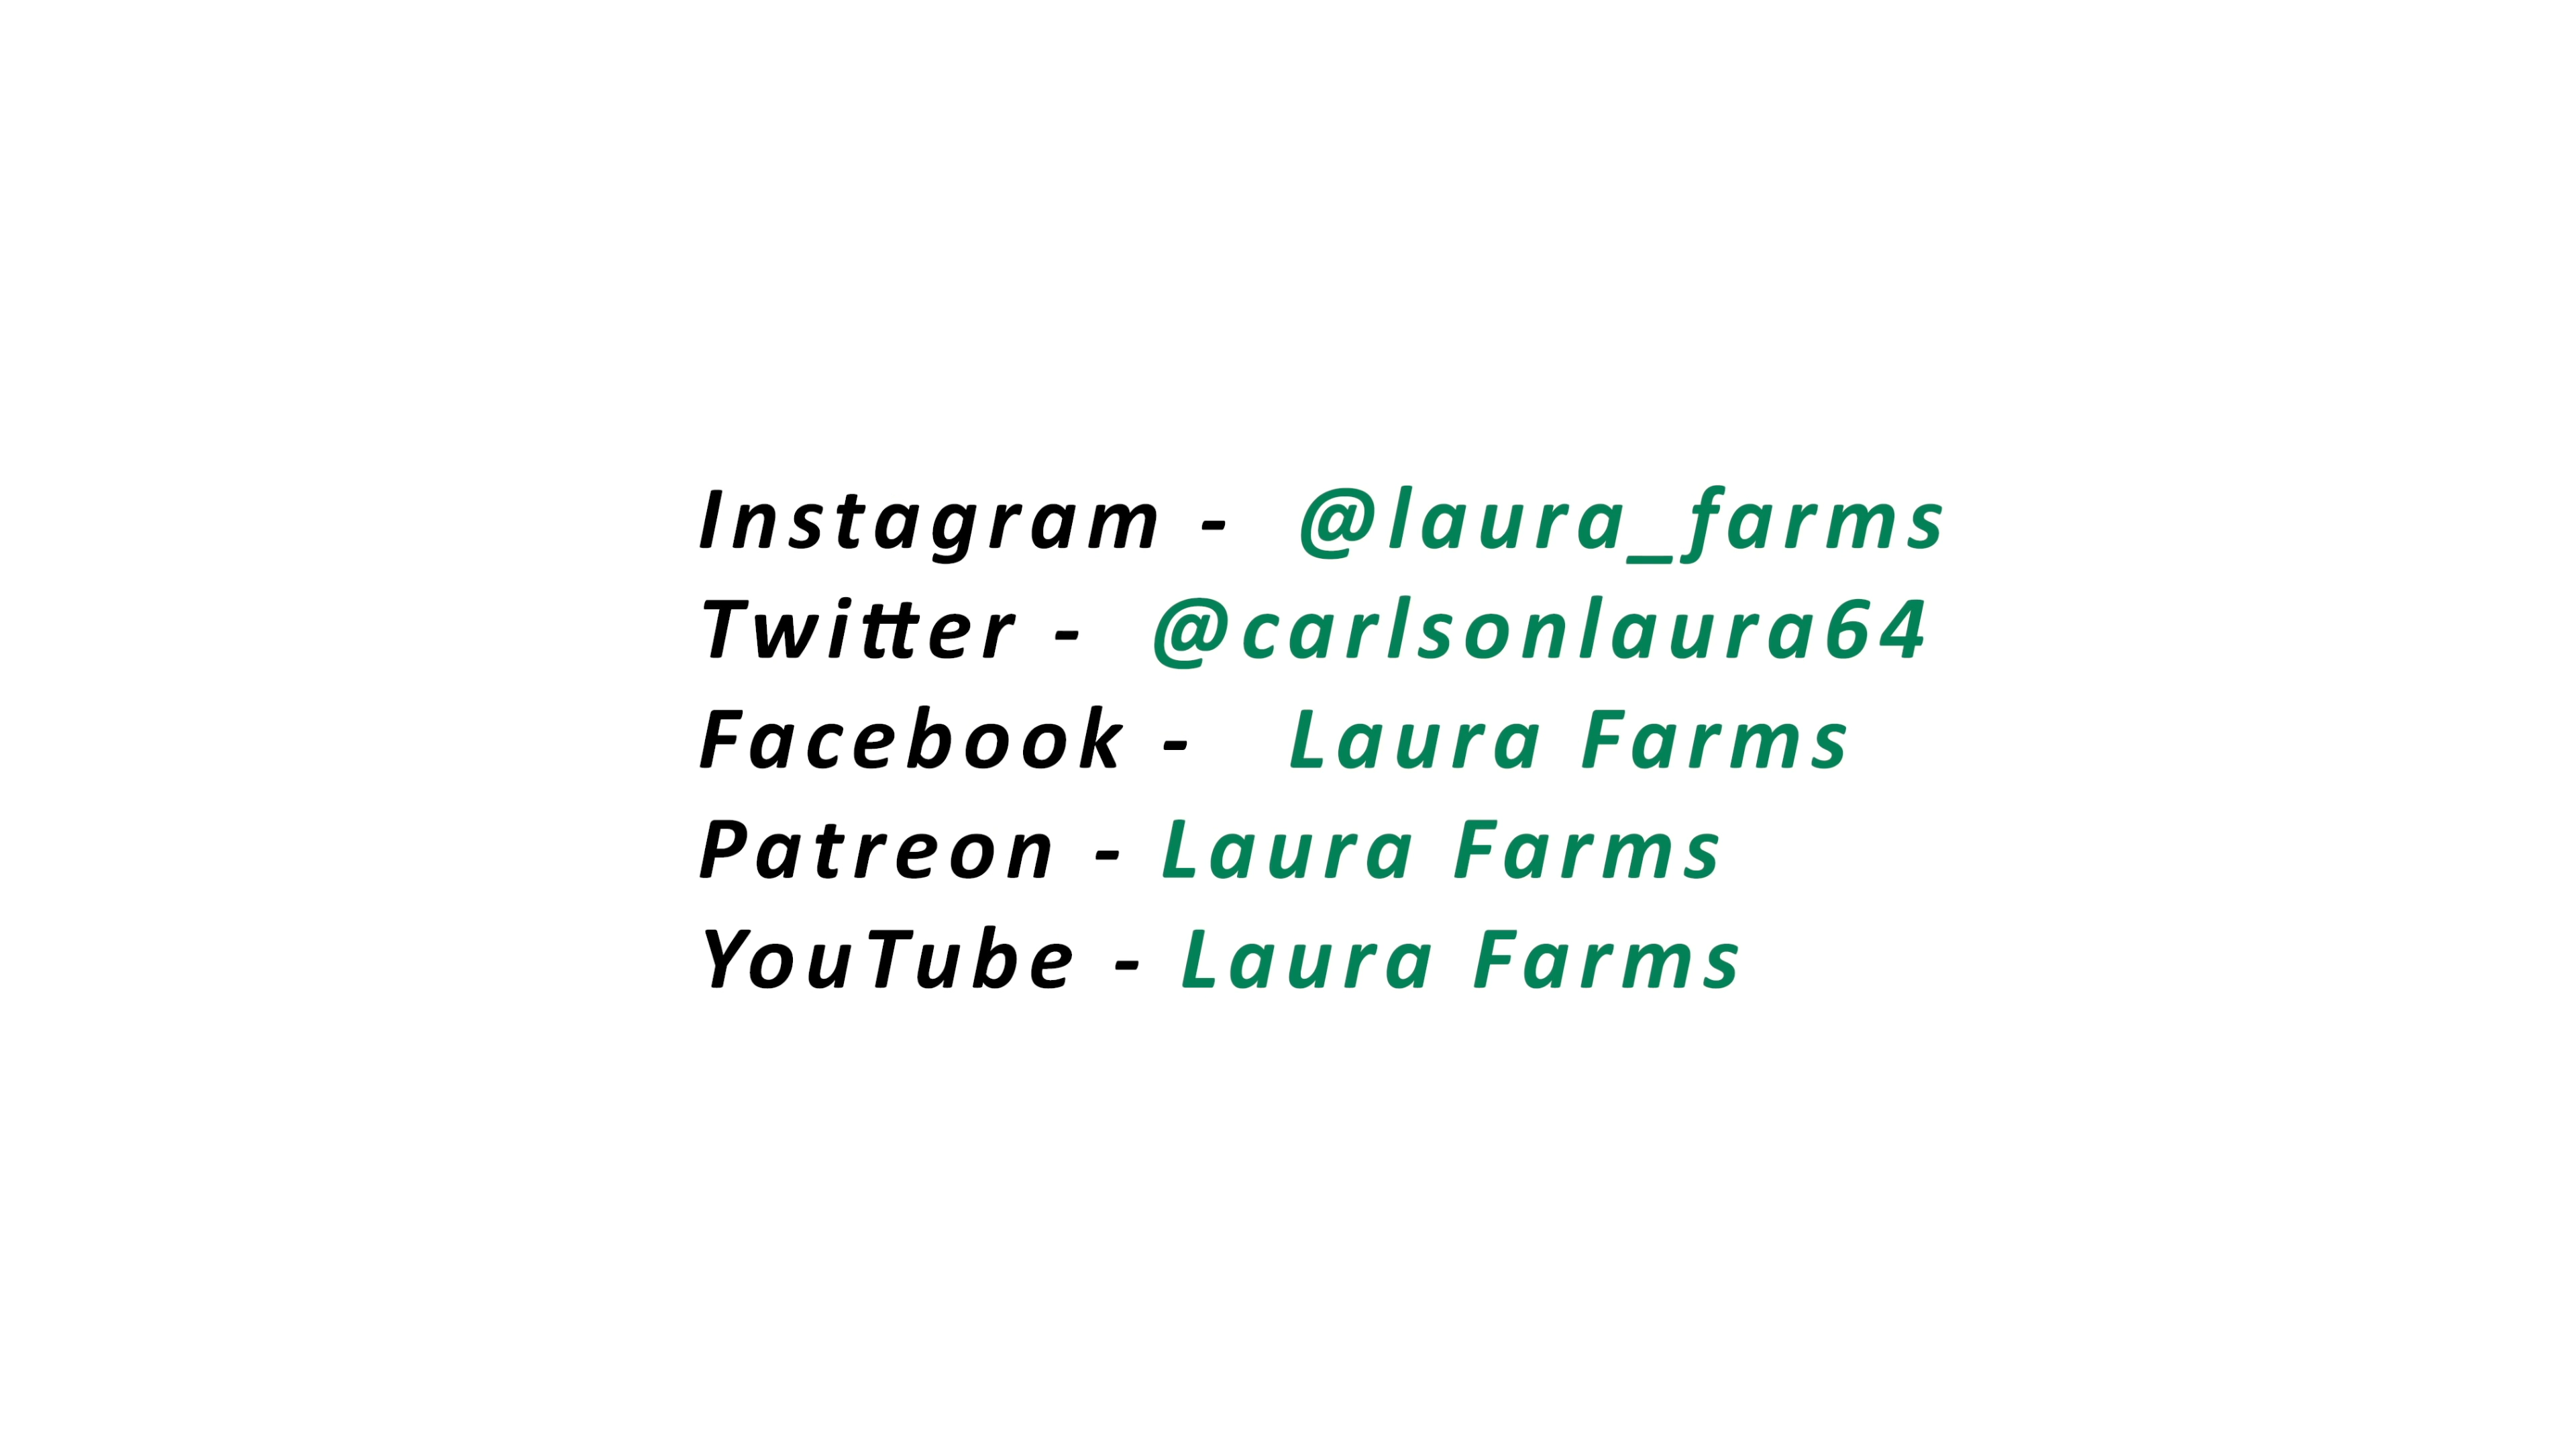 Instagram - @laura_farms
Twitter - @carlsonlaura64
Facebook - Laura Farms
Patreon - Laura Farms
YouTube - Laura Farms